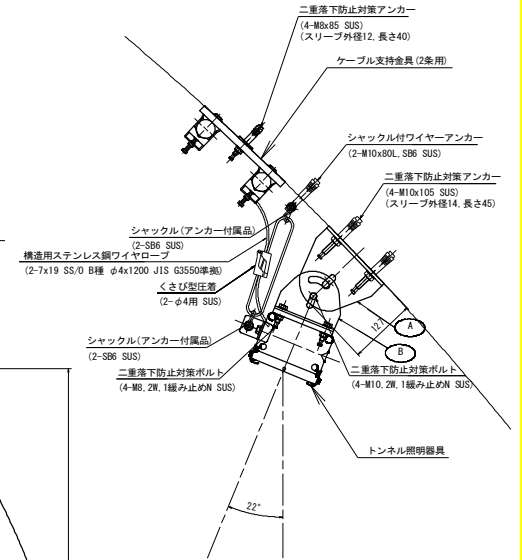 二重落下防止対策アンカー
(4-M8x85 SUS)
(スリーブ外径12, 長さ40)
ケーブル支持金具(2条用)
シャックル付ワイヤーアンカー
(2-M10x80L, SB6 SUS)
二重落下防止対策アンカー
(4-M10x105 SUS)
(スリーブ外径14, 長さ45)
シャックル(アンカー付属品)
(2-SB6 SUS)
構造用ステンレス鋼ワイヤロープ
(2-7x19 SS/O B種 φ4x1200 JIS G3550準拠)
くさび型圧着
(2-φ4用 SUS)
シャックル(アンカー付属品)
(2-SB6 SUS)
二重落下防止対策ボルト
(4-M8, 2W, 1緩み止めN SUS)
A
B
二重落下防止対策ボルト
(4-M10, 2W, 1緩み止めN SUS)
トンネル照明器具
22°